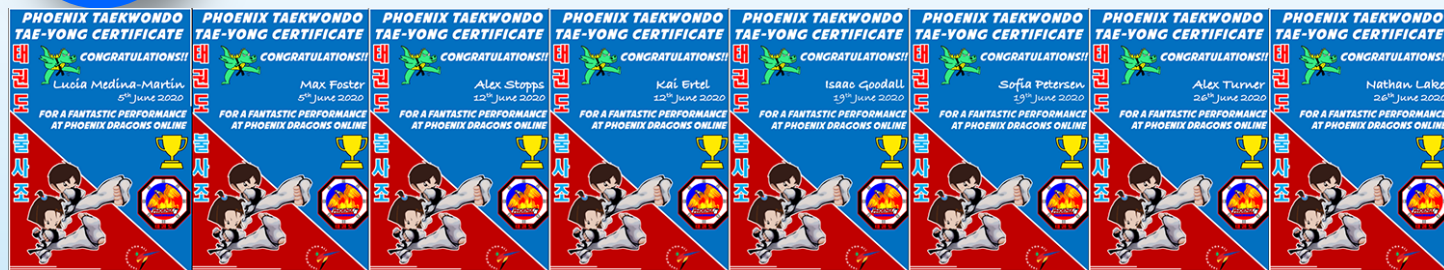 PHOENIX TAEKWONDO
TAE-YONG CERTIFICATE
CONGRATULATIONS!!
Lucia Medina-Martin
5th June 2020
FOR A FANTASTIC PERFORMANCE
AT PHOENIX DRAGONS ONLINE
태권도
불사조
PHOENIX TAEKWONDO
TAE-YONG CERTIFICATE
CONGRATULATIONS!!
Max Foster
5th June 2020
FOR A FANTASTIC PERFORMANCE
AT PHOENIX DRAGONS ONLINE
태권도
불사조
PHOENIX TAEKWONDO
TAE-YONG CERTIFICATE
CONGRATULATIONS!!
Alex Stopps
12th June 2020
FOR A FANTASTIC PERFORMANCE
AT PHOENIX DRAGONS ONLINE
태권도
불사조
PHOENIX TAEKWONDO
TAE-YONG CERTIFICATE
CONGRATULATIONS!!
Kai Ertel
12th June 2020
FOR A FANTASTIC PERFORMANCE
AT PHOENIX DRAGONS ONLINE
태권도
불사조
PHOENIX TAEKWONDO
TAE-YONG CERTIFICATE
CONGRATULATIONS!!
Isaac Goodall
19th June 2020
FOR A FANTASTIC PERFORMANCE
AT PHOENIX DRAGONS ONLINE
태권도
불사조
PHOENIX TAEKWONDO
TAE-YONG CERTIFICATE
CONGRATULATIONS!!
Sofia Petersen
19th June 2020
FOR A FANTASTIC PERFORMANCE
AT PHOENIX DRAGONS ONLINE
태권도
불사조
PHOENIX TAEKWONDO
TAE-YONG CERTIFICATE
CONGRATULATIONS!!
Alex Turner
26th June 2020
FOR A FANTASTIC PERFORMANCE
AT PHOENIX DRAGONS ONLINE
태권도
불사조
PHOENIX TAEKWONDO
TAE-YONG CERTIFICATE
CONGRATULATIONS!!
Nathan Lake
26th June 2020
FOR A FANTASTIC PERFORMANCE
AT PHOENIX DRAGONS ONLINE
태권도
불사조